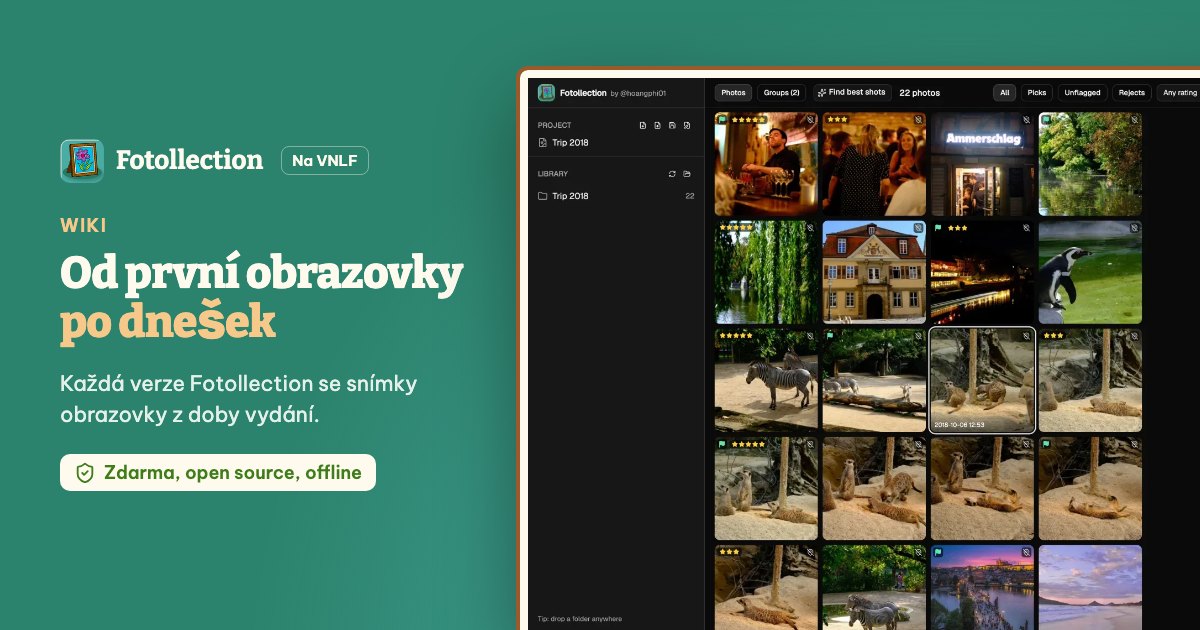 Fotollection
Na VNLF
WIKI
Od první obrazovky
po dnešek
Každá verze Fotollection se snímky
obrazovky z doby vydání.
Zdarma, open source, offline
Fotollection by @hoangphi01
PROJECT
Trip 2018
LIBRARY
Trip 2018 22
Tip: drop a folder anywhere
Photos Groups (2) Find best shots 22 photos All Picks Unflagged Rejects Any rating
Ammerschlag
2018-10-06 12:53